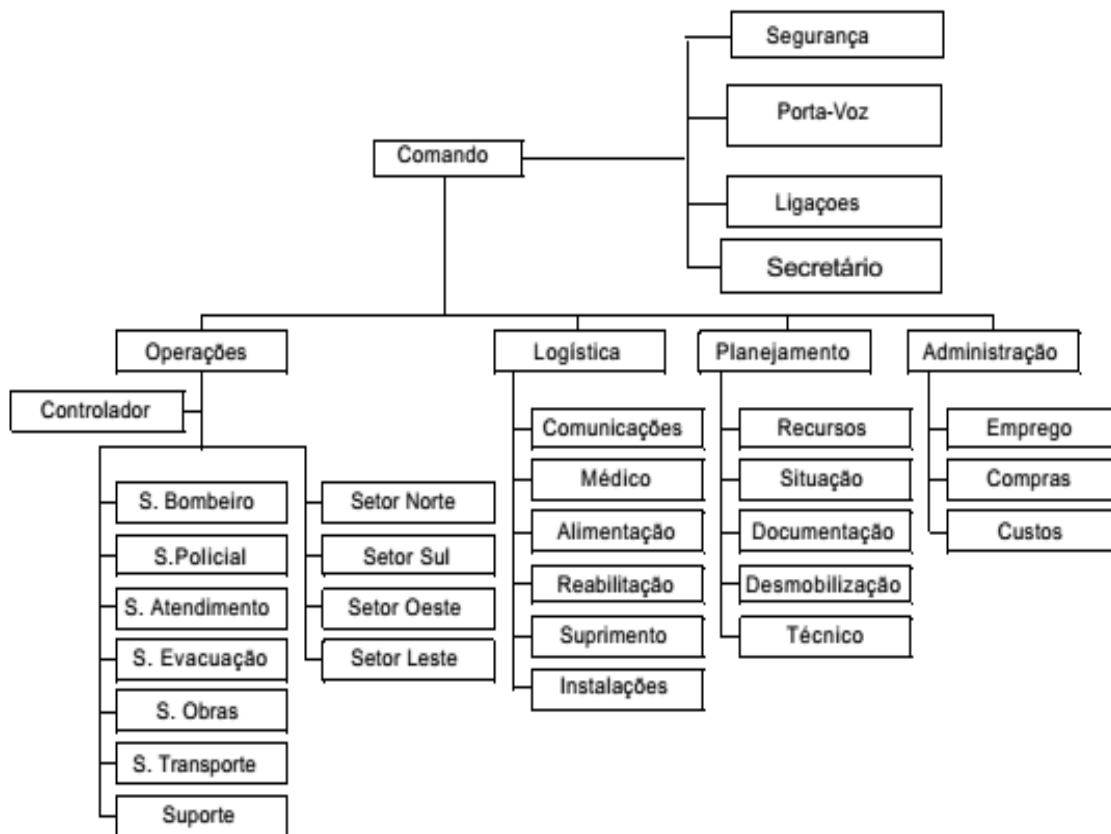 Segurança
Porta-Voz
Comando
Ligaçoes
Secretário
Operações
Logística
Planejamento
Administração
Controlador
S. Bombeiro
S.Policial
S. Atendimento
S. Evacuação
S. Obras
S. Transporte
Suporte
Setor Norte
Setor Sul
Setor Oeste
Setor Leste
Comunicações
Médico
Alimentação
Reabilitação
Suprimento
Instalações
Recursos
Situação
Documentação
Desmobilização
Técnico
Emprego
Compras
Custos